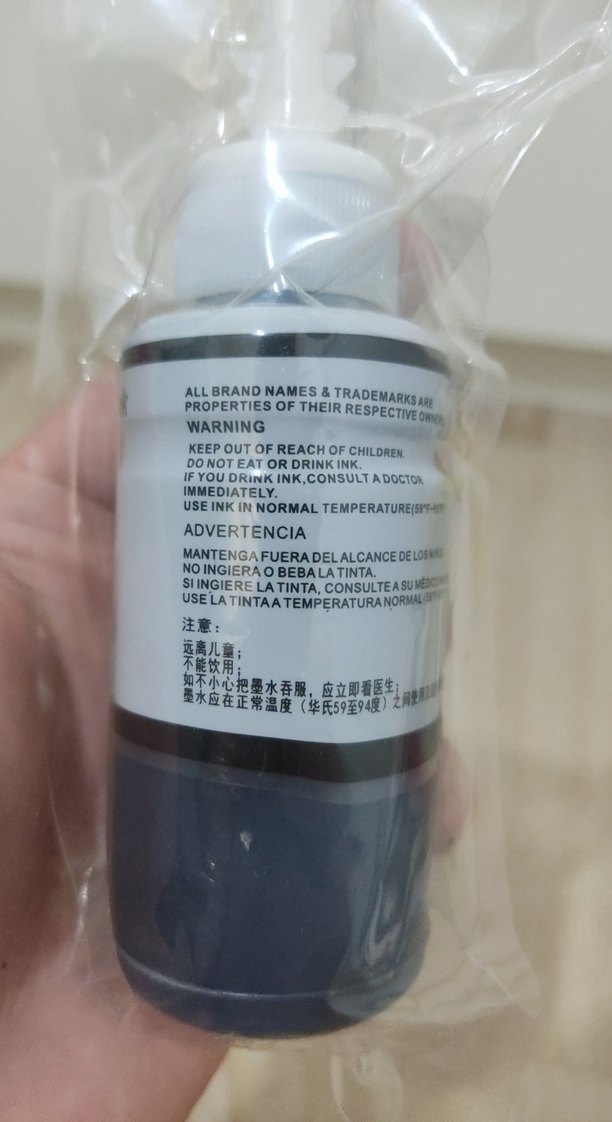 ALL BRAND NAMES & TRADEMARKS ARE
PROPERTIES OF THEIR RESPECTIVE OWNERS
WARNING
KEEP OUT OF REACH OF CHILDREN.
DO NOT EAT OR DRINK INK.
IF YOU DRINK INK,CONSULT A DOCTOR
IMMEDIATELY.
USE INK IN NORMAL TEMPERATURE(59°F-
ADVERTENCIA
MANTENGA FUERA DEL ALCANCE DE LOS NIÑOS
NO INGIERA O BEBA LA TINTA.
SI INGIERE LA TINTA, CONSULTE A SU MÉDICO
USE LA TINTA A TEMPERATURA NORMAL (59°F-
注意：
远离儿童；
不能饮用；
如不小心把墨水吞服，应立即看医生；
墨水应在正常温度（华氏59至94度）之间使用